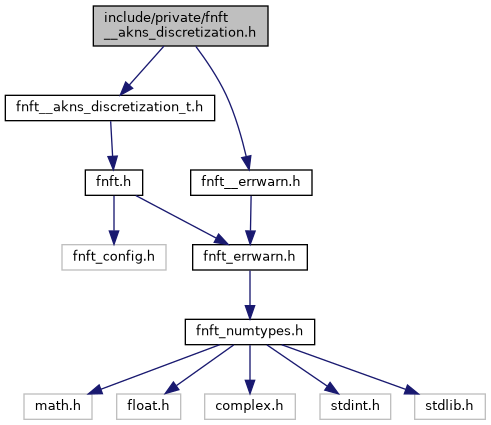 include/private/fnft
__akns_discretization.h
fnft__akns_discretization_t.h
fnft.h
fnft__errwarn.h
fnft_config.h
fnft_errwarn.h
fnft_numtypes.h
math.h
float.h
complex.h
stdint.h
stdlib.h